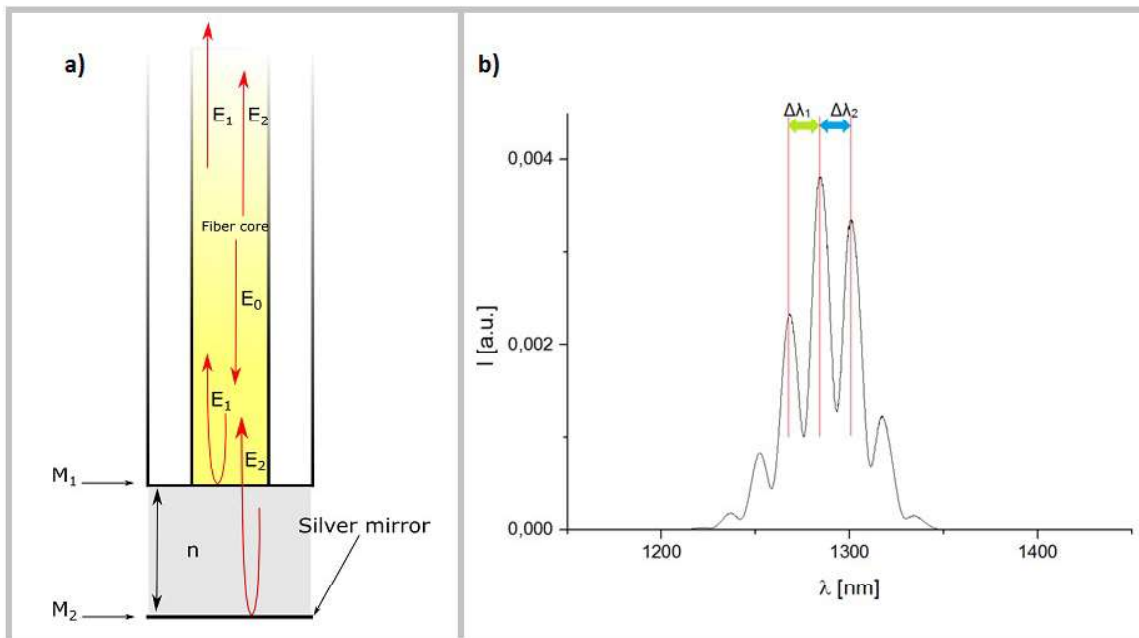 a)
E1
E2
Fiber core
E0
E1
E2
M1
n
Silver mirror
M2
b)
Δλ1
Δλ2
0,004
0,002
0,000
I [a.u.]
1200
1300
1400
λ [nm]